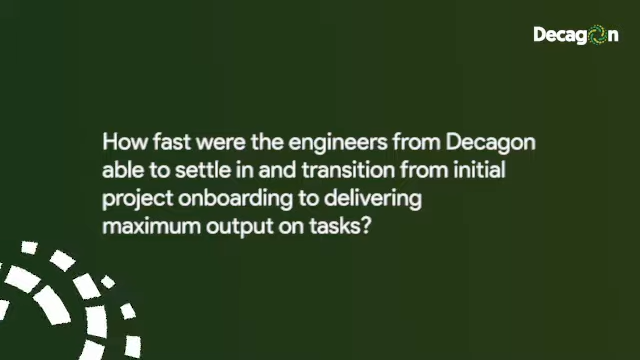 Decagon
How fast were the engineers from Decagon
able to settle in and transition from initial
project onboarding to delivering
maximum output on tasks?